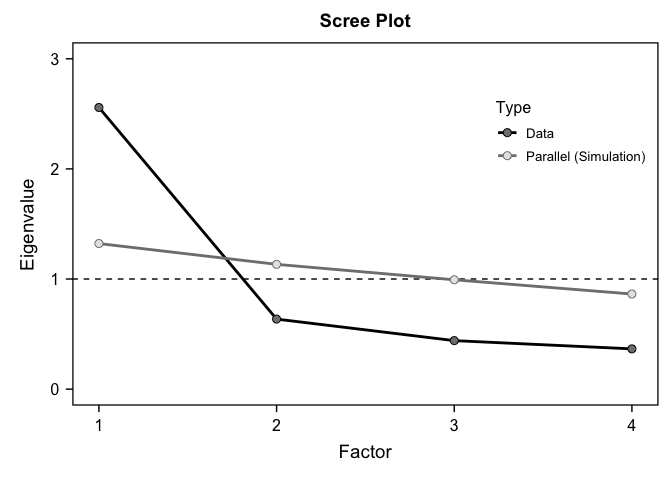 Scree Plot
3
2
1
0
Eigenvalue
Type
Data
Parallel (Simulation)
1 2 3 4
Factor